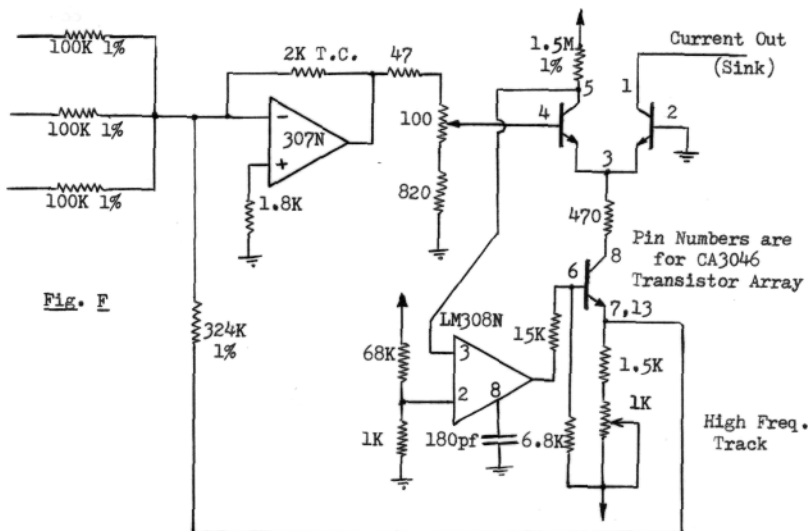 100K 1%
100K 1%
100K 1%
2K T.C.
47
307N
−
+
1.8K
100
820
1.5M
1%
5
4
Current Out
(Sink)
1
2
3
470
Pin Numbers are
for CA3046
Transistor Array
8
6
7,13
Fig. F
324K
1%
LM308N
3
2
8
68K
1K
180pf
15K
6.8K
1.5K
1K
High Freq.
Track